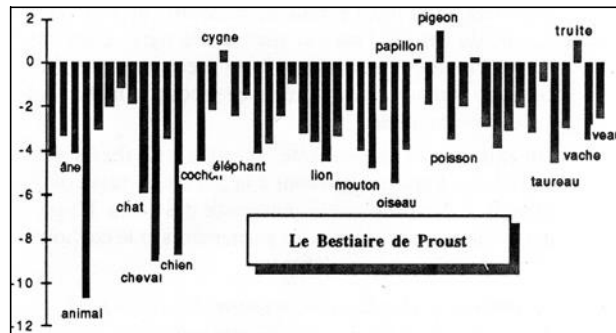 2
0
-2
-4
-6
-8
-10
-12
âne
animal
chat
cheval
chien
cochon
cygne
éléphant
lion
mouton
oiseau
papillon
pigeon
poisson
taureau
truite
vache
veau
Le Bestiaire de Proust